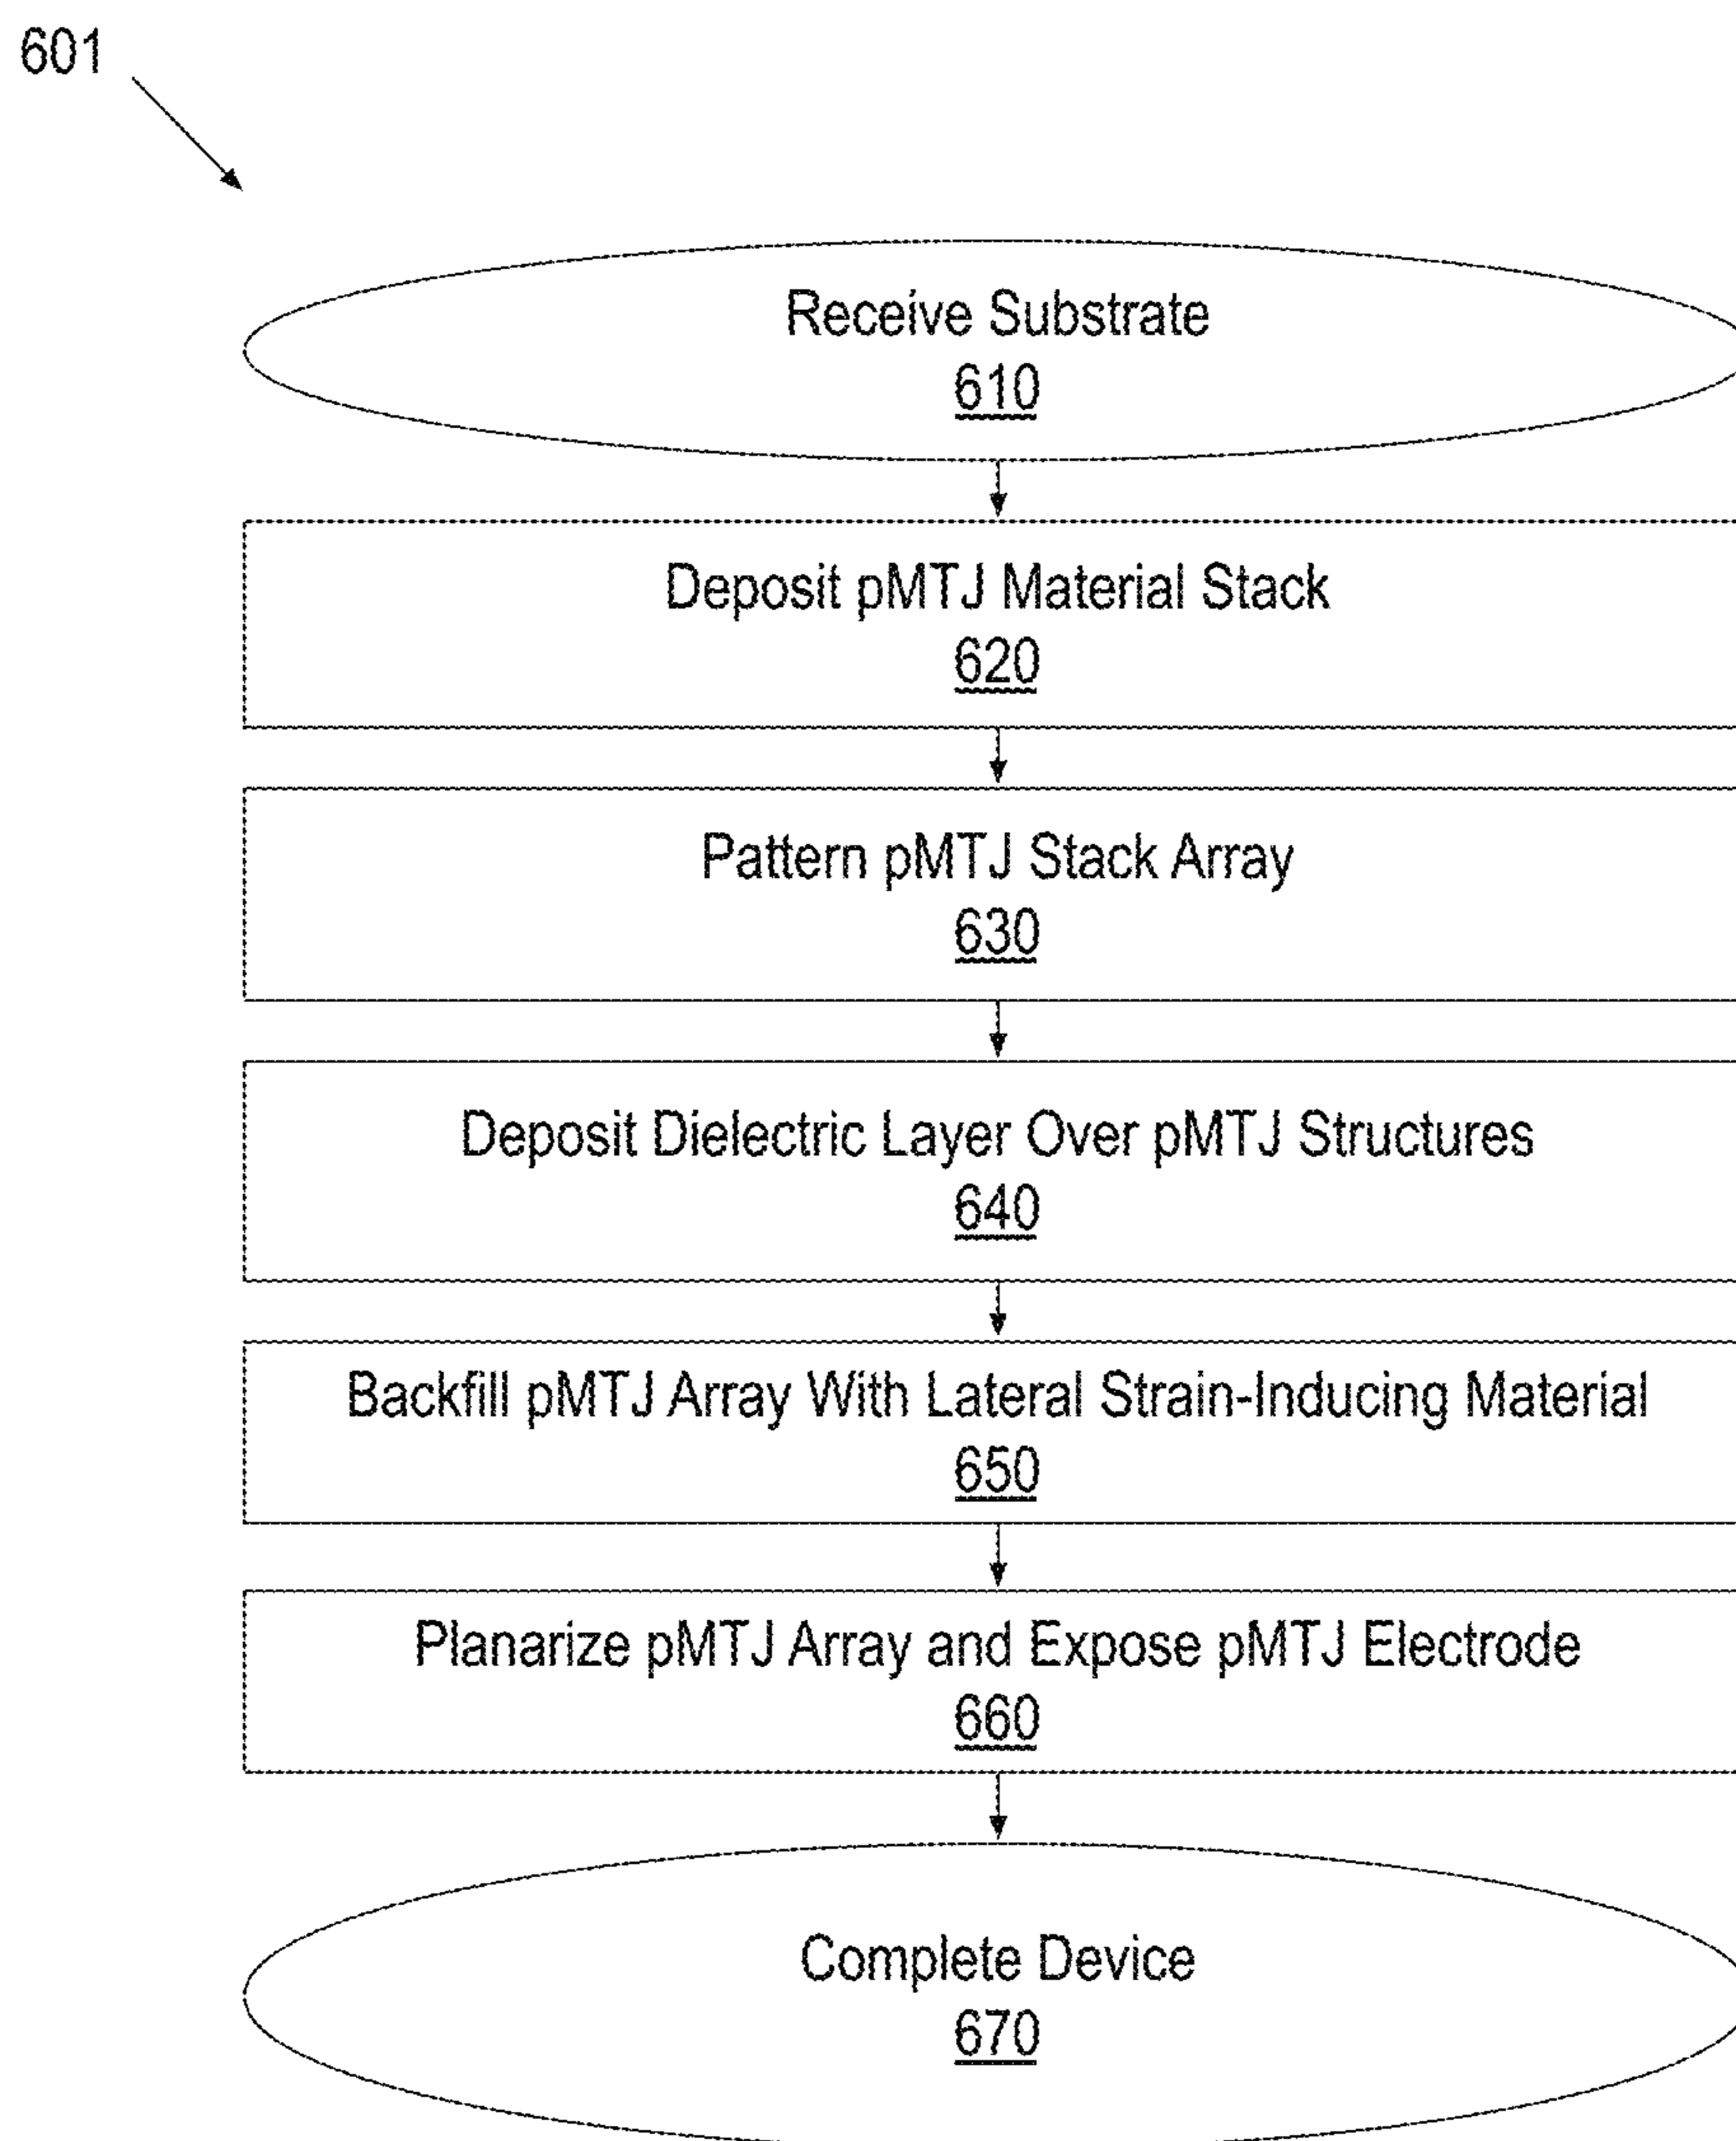 601
Receive Substrate
610
Deposit pMTJ Material Stack
620
Pattern pMTJ Stack Array
630
Deposit Dielectric Layer Over pMTJ Structures
640
Backfill pMTJ Array With Lateral Strain-Inducing Material
650
Planarize pMTJ Array and Expose pMTJ Electrode
660
Complete Device
670